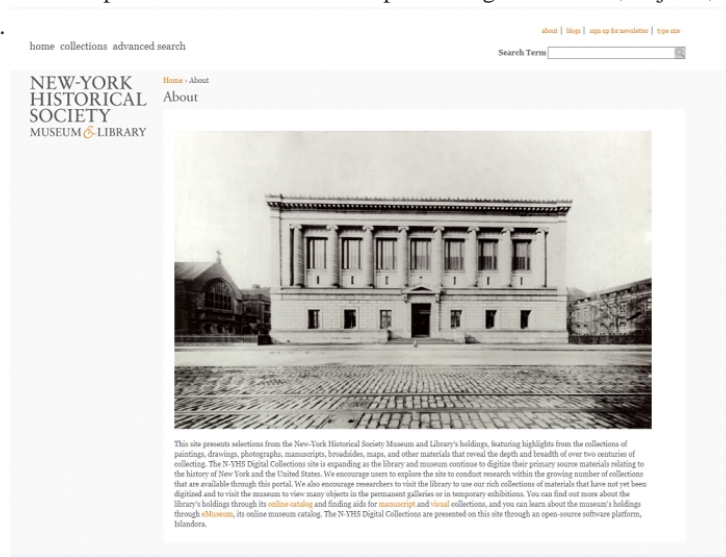 about | blogs | sign up for newsletter | type size
home collections advanced search
Search Term
NEW-YORK
HISTORICAL
SOCIETY
MUSEUM & LIBRARY
Home › About
About
This site presents selections from the New-York Historical Society Museum and Library's holdings, featuring highlights from the collections of
paintings, drawings, photographs, manuscripts, broadsides, maps, and other materials that reveal the depth and breadth of over two centuries of
collecting. The N-YHS Digital Collections site is expanding as the library and museum continue to digitize their primary source materials relating to
the history of New York and the United States. We encourage users to explore the site to conduct research within the growing number of collections
that are available through this portal. We also encourage researchers to visit the library to use our rich collections of materials that have not yet been
digitized and to visit the museum to view many objects in the permanent galleries or in temporary exhibitions. You can find out more about the
library's holdings through its online catalog and finding aids for manuscript and visual collections, and you can learn about the museum's holdings
through eMuseum, its online museum catalog. The N-YHS Digital Collections are presented on this site through an open-source software platform,
Islandora.